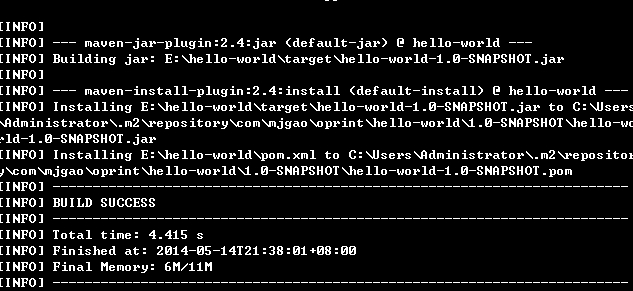 [INFO]
[INFO] --- maven-jar-plugin:2.4:jar (default-jar) @ hello-world ---
[INFO] Building jar: E:\hello-world\target\hello-world-1.0-SNAPSHOT.jar
[INFO]
[INFO] --- maven-install-plugin:2.4:install (default-install) @ hello-world ---
[INFO] Installing E:\hello-world\target\hello-world-1.0-SNAPSHOT.jar to C:\Users
\Administrator\.m2\repository\com\mjgao\oprint\hello-world\1.0-SNAPSHOT\hello-wo
rld-1.0-SNAPSHOT.jar
[INFO] Installing E:\hello-world\pom.xml to C:\Users\Administrator\.m2\repositor
y\com\mjgao\oprint\hello-world\1.0-SNAPSHOT\hello-world-1.0-SNAPSHOT.pom
[INFO] ------------------------------------------------------------------------
[INFO] BUILD SUCCESS
[INFO] ------------------------------------------------------------------------
[INFO] Total time: 4.415 s
[INFO] Finished at: 2014-05-14T21:38:01+08:00
[INFO] Final Memory: 6M/11M
[INFO] ------------------------------------------------------------------------